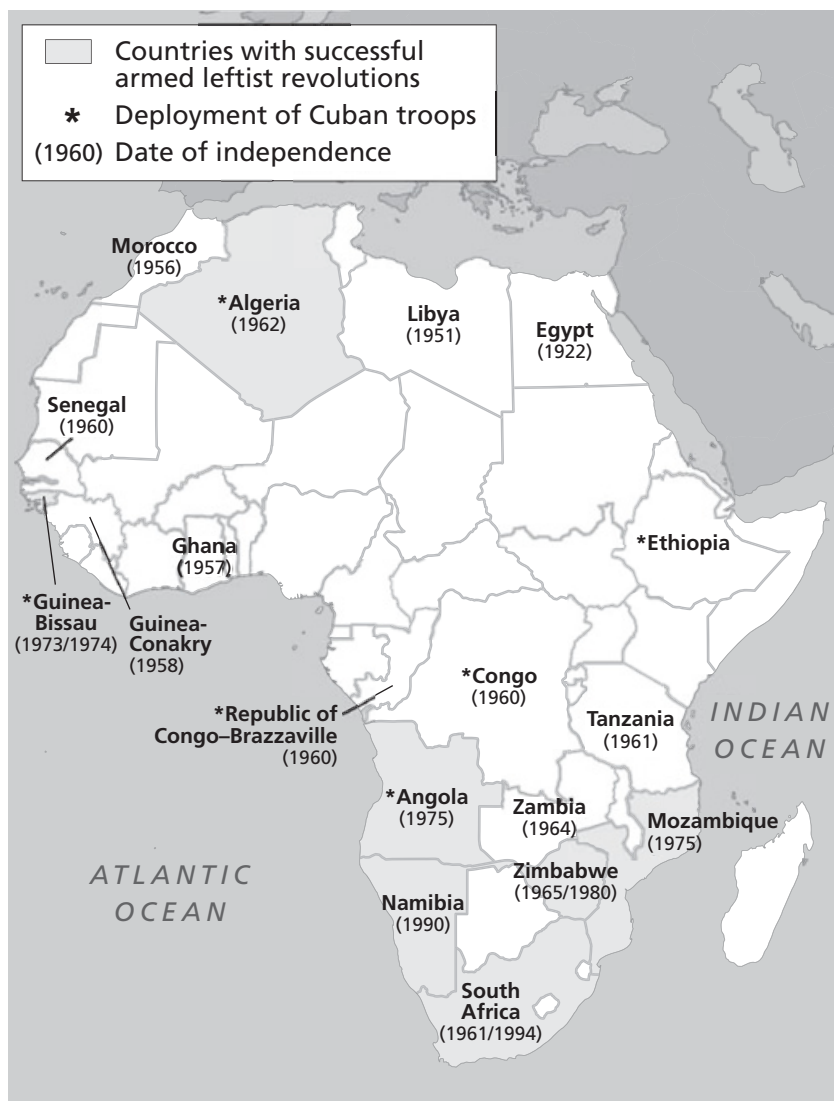 Countries with successful
armed leftist revolutions
* Deployment of Cuban troops
(1960) Date of independence
Morocco
(1956)
*Algeria
(1962)
Libya
(1951)
Egypt
(1922)
Senegal
(1960)
Ghana
(1957)
*Ethiopia
*Guinea-
Bissau
(1973/1974)
Guinea-
Conakry
(1958)
*Congo
(1960)
*Republic of
Congo–Brazzaville
(1960)
Tanzania
(1961)
INDIAN
OCEAN
*Angola
(1975)
Zambia
(1964)
Mozambique
(1975)
ATLANTIC
OCEAN
Zimbabwe
(1965/1980)
Namibia
(1990)
South
Africa
(1961/1994)